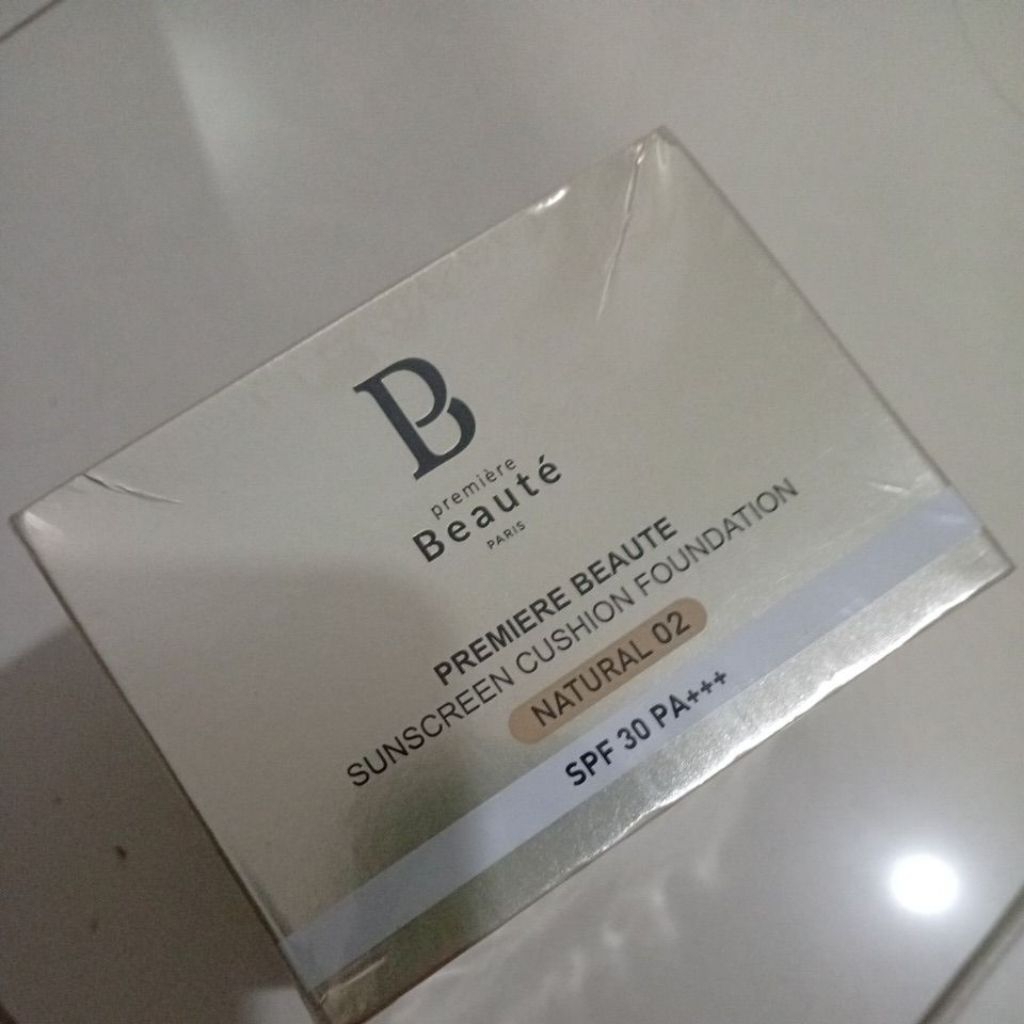 B
première
Beauté
PARIS
PREMIERE BEAUTE
SUNSCREEN CUSHION FOUNDATION
NATURAL 02
SPF 30 PA+++